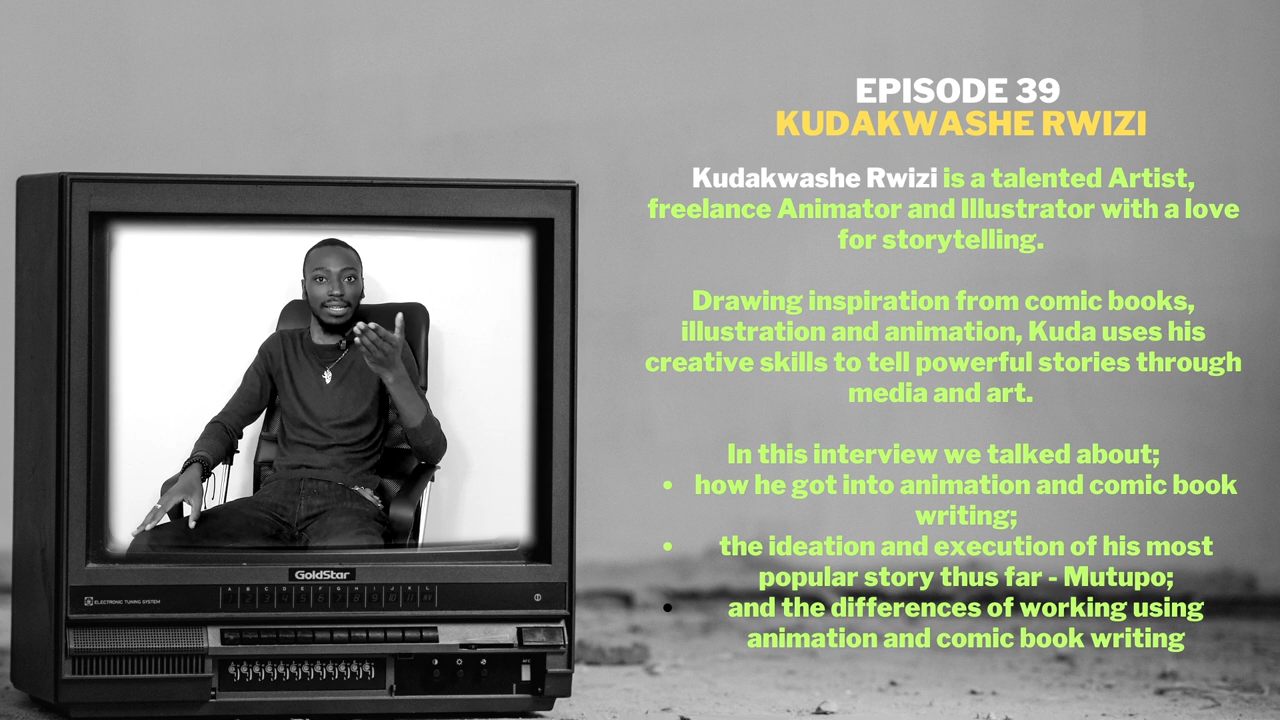 EPISODE 39
KUDAKWASHE RWIZI
Kudakwashe Rwizi is a talented Artist,
freelance Animator and Illustrator with a love
for storytelling.
Drawing inspiration from comic books,
illustration and animation, Kuda uses his
creative skills to tell powerful stories through
media and art.
In this interview we talked about;
• how he got into animation and comic book
writing;
• the ideation and execution of his most
popular story thus far - Mutupo;
• and the differences of working using
animation and comic book writing
GoldStar
A B C D E F G H I J K L
ELECTRONIC TUNING SYSTEM